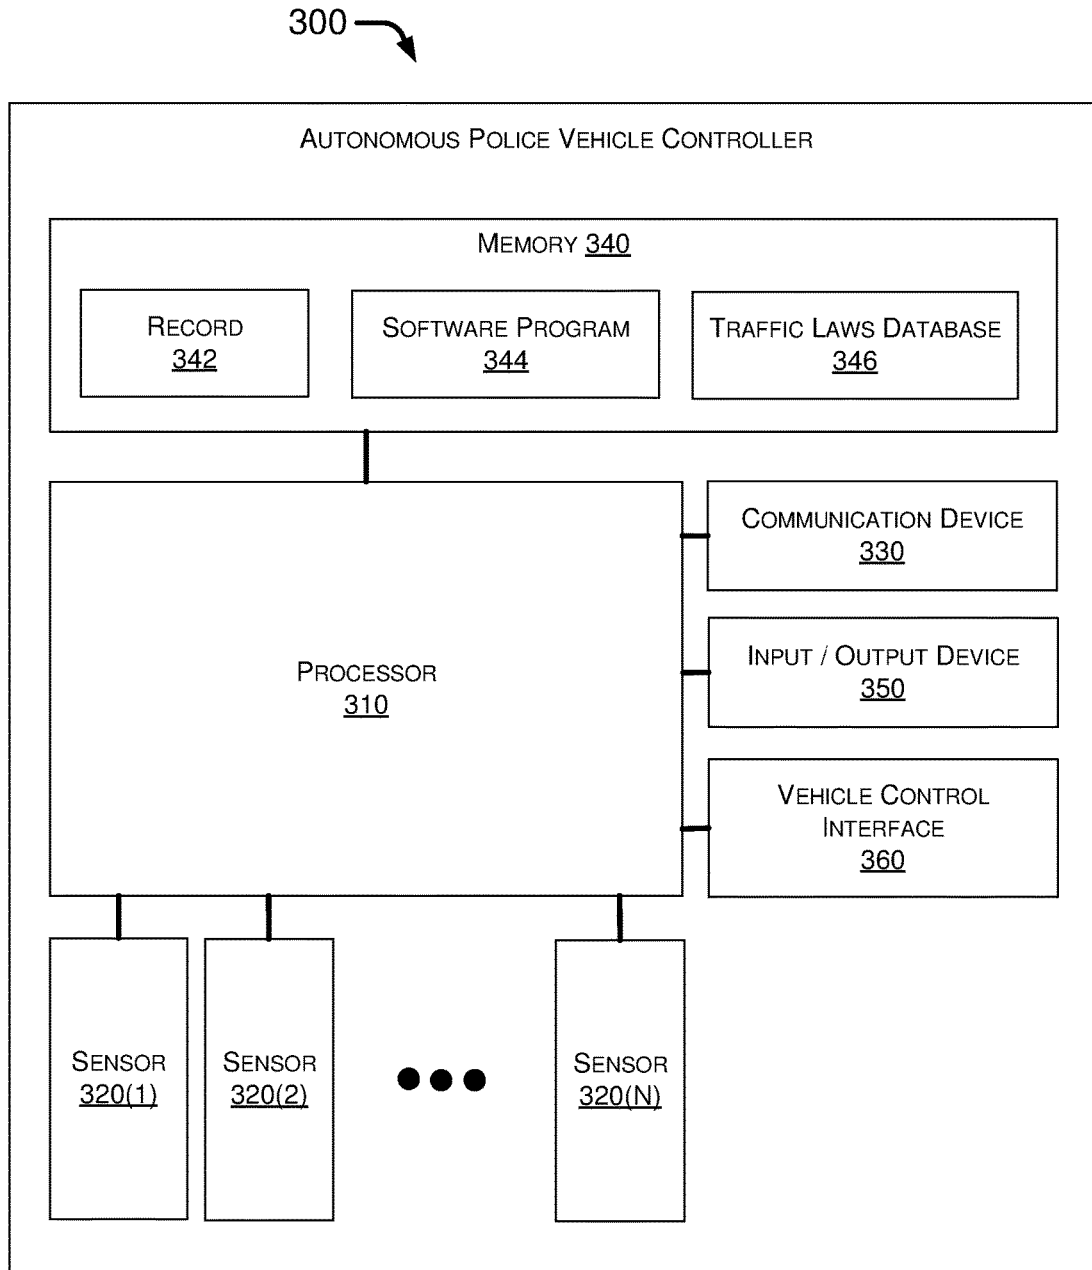 300
AUTONOMOUS POLICE VEHICLE CONTROLLER
MEMORY 340
RECORD
342
SOFTWARE PROGRAM
344
TRAFFIC LAWS DATABASE
346
PROCESSOR
310
COMMUNICATION DEVICE
330
INPUT / OUTPUT DEVICE
350
VEHICLE CONTROL
INTERFACE
360
SENSOR
320(1)
SENSOR
320(2)
SENSOR
320(N)